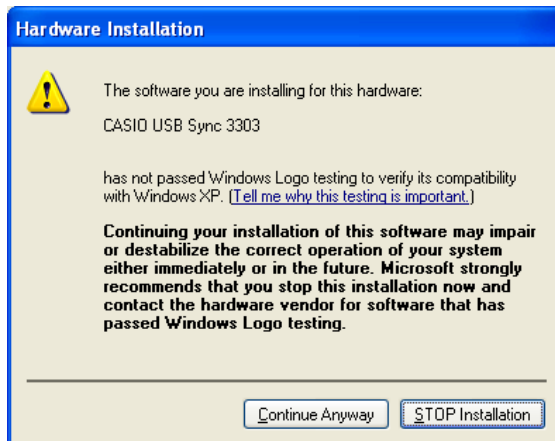 Hardware Installation
The software you are installing for this hardware:
CASIO USB Sync 3303
has not passed Windows Logo testing to verify its compatibility
with Windows XP. (Tell me why this testing is important.)
Continuing your installation of this software may impair
or destabilize the correct operation of your system
either immediately or in the future. Microsoft strongly
recommends that you stop this installation now and
contact the hardware vendor for software that has
passed Windows Logo testing.
Continue Anyway STOP Installation